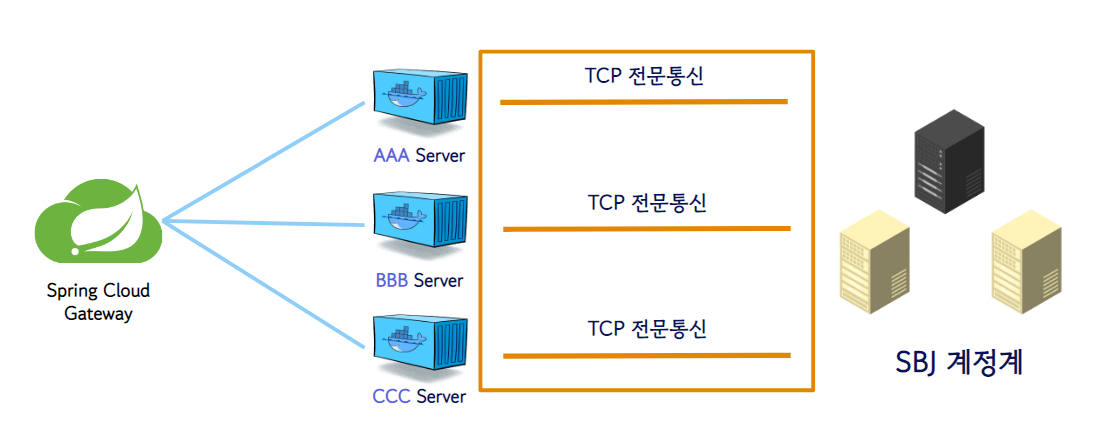 TCP 전문통신
AAA Server
TCP 전문통신
BBB Server
Spring Cloud
Gateway
TCP 전문통신
SBJ 계정계
CCC Server